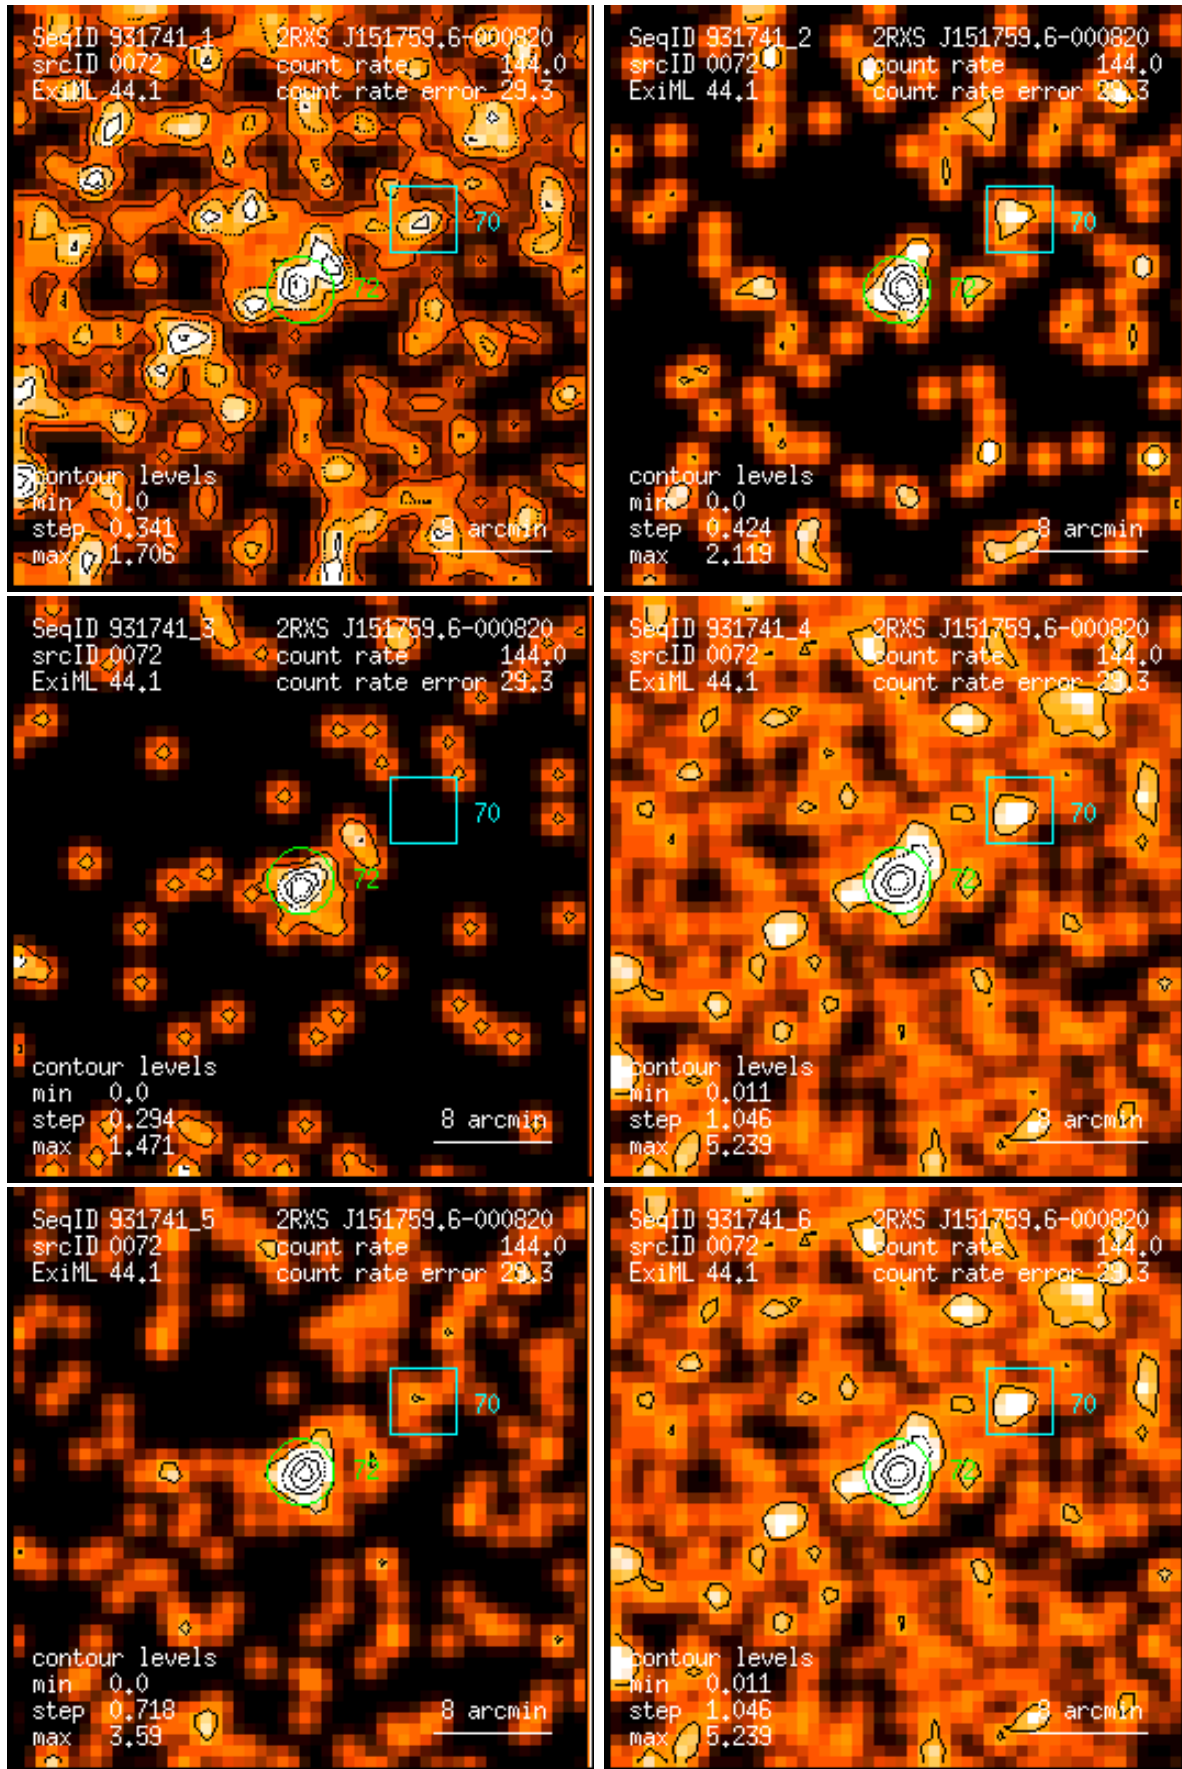 SeqID 931741_1 2RXS J151759.6-000820
srcID 0072 count rate 144.0
ExiML 44.1 count rate error 29.3
70
72
contour levels
min 0.0
step 0.341 8 arcmin
max 1.706
SeqID 931741_2 2RXS J151759.6-000820
srcID 0072 count rate 144.0
ExiML 44.1 count rate error 29.3
70
72
contour levels
min 0.0
step 0.424 8 arcmin
max 2.119
SeqID 931741_3 2RXS J151759.6-000820
srcID 0072 count rate 144.0
ExiML 44.1 count rate error 29.3
70
72
contour levels
min 0.0
step 0.294 8 arcmin
max 1.471
SeqID 931741_4 2RXS J151759.6-000820
srcID 0072 count rate 144.0
ExiML 44.1 count rate error 29.3
70
72
contour levels
min 0.011
step 1.046 8 arcmin
max 5.239
SeqID 931741_5 2RXS J151759.6-000820
srcID 0072 count rate 144.0
ExiML 44.1 count rate error 29.3
70
72
contour levels
min 0.0
step 0.718 8 arcmin
max 3.59
SeqID 931741_6 2RXS J151759.6-000820
srcID 0072 count rate 144.0
ExiML 44.1 count rate error 29.3
70
72
contour levels
min 0.011
step 1.046 8 arcmin
max 5.239